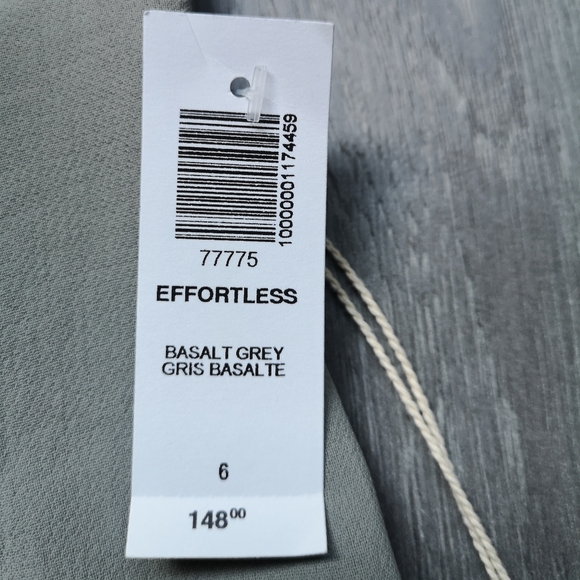 10000001174459
77775
EFFORTLESS
BASALT GREY
GRIS BASALTE
6
148⁰⁰